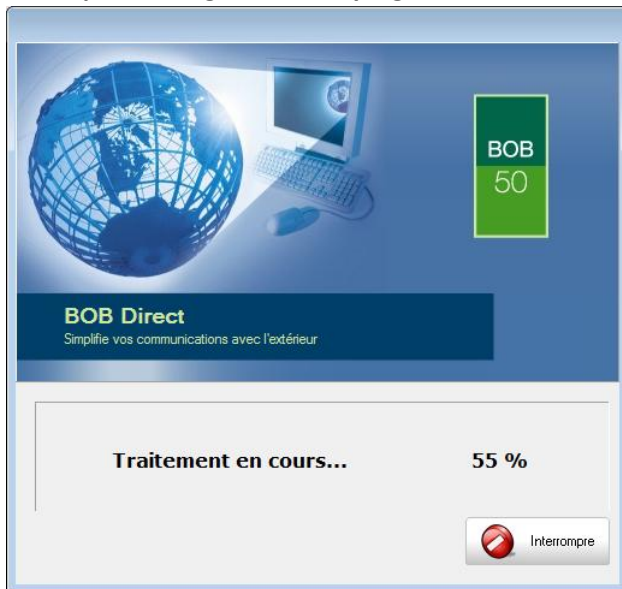 BOB
50
BOB Direct
Simplifie vos communications avec l'extérieur
Traitement en cours... 55 %
Interrompre